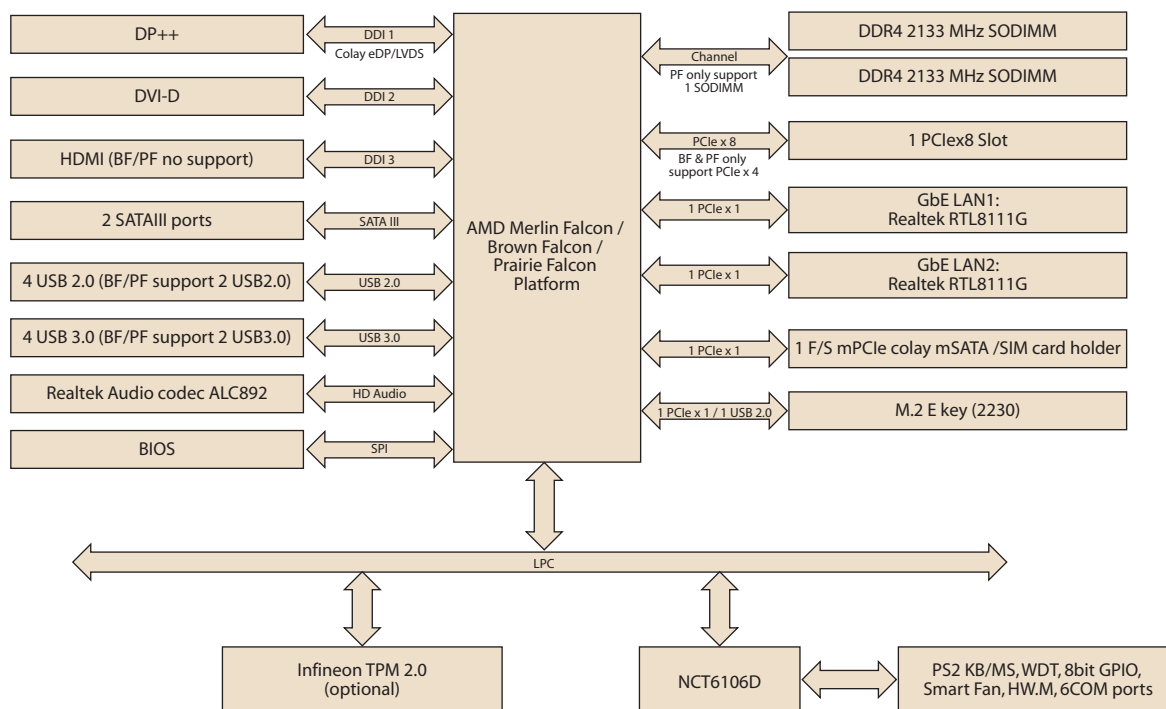 DP++
DDI 1
Colay eDP/LVDS
DVI-D
DDI 2
HDMI (BF/PF no support)
DDI 3
2 SATAIII ports
SATA III
4 USB 2.0 (BF/PF support 2 USB2.0)
USB 2.0
4 USB 3.0 (BF/PF support 2 USB3.0)
USB 3.0
Realtek Audio codec ALC892
HD Audio
BIOS
SPI
AMD Merlin Falcon /
Brown Falcon /
Prairie Falcon
Platform
Channel
PF only support
1 SODIMM
DDR4 2133 MHz SODIMM
DDR4 2133 MHz SODIMM
PCIe x 8
BF & PF only
support PCIe x 4
1 PCIex8 Slot
1 PCIe x 1
GbE LAN1:
Realtek RTL8111G
1 PCIe x 1
GbE LAN2:
Realtek RTL8111G
1 PCIe x 1
1 F/S mPCIe colay mSATA /SIM card holder
1 PCIe x 1 / 1 USB 2.0
M.2 E key (2230)
LPC
Infineon TPM 2.0
(optional)
NCT6106D
PS2 KB/MS, WDT, 8bit GPIO,
Smart Fan, HW.M, 6COM ports